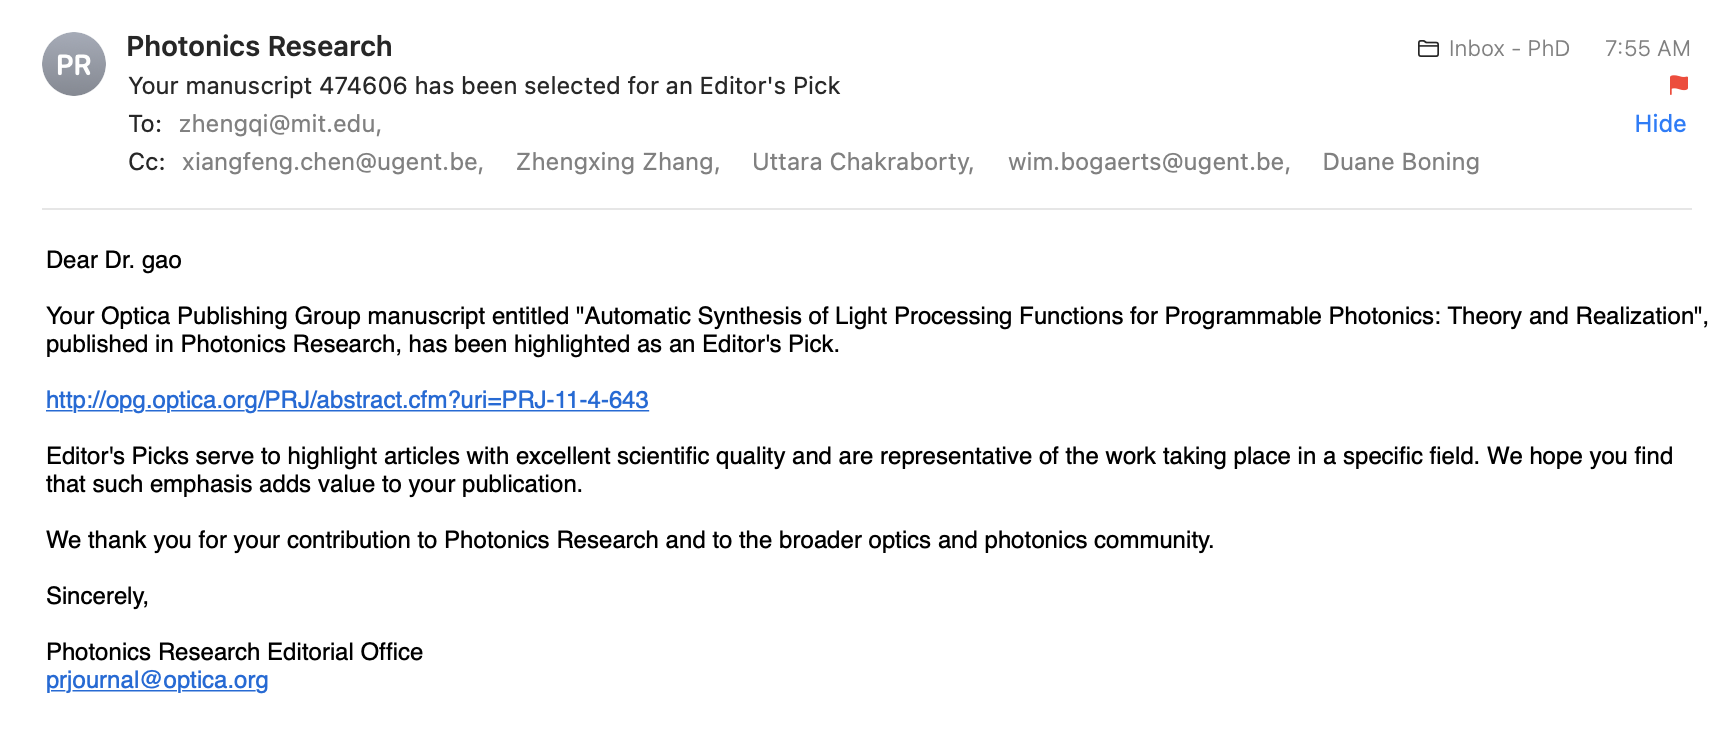 PR
Photonics Research
Inbox - PhD 7:55 AM
Your manuscript 474606 has been selected for an Editor's Pick
To: zhengqi@mit.edu,
Hide
Cc: xiangfeng.chen@ugent.be, Zhengxing Zhang, Uttara Chakraborty, wim.bogaerts@ugent.be, Duane Boning
Dear Dr. gao
Your Optica Publishing Group manuscript entitled "Automatic Synthesis of Light Processing Functions for Programmable Photonics: Theory and Realization",
published in Photonics Research, has been highlighted as an Editor's Pick.
http://opg.optica.org/PRJ/abstract.cfm?uri=PRJ-11-4-643
Editor's Picks serve to highlight articles with excellent scientific quality and are representative of the work taking place in a specific field. We hope you find
that such emphasis adds value to your publication.
We thank you for your contribution to Photonics Research and to the broader optics and photonics community.
Sincerely,
Photonics Research Editorial Office
prjournal@optica.org